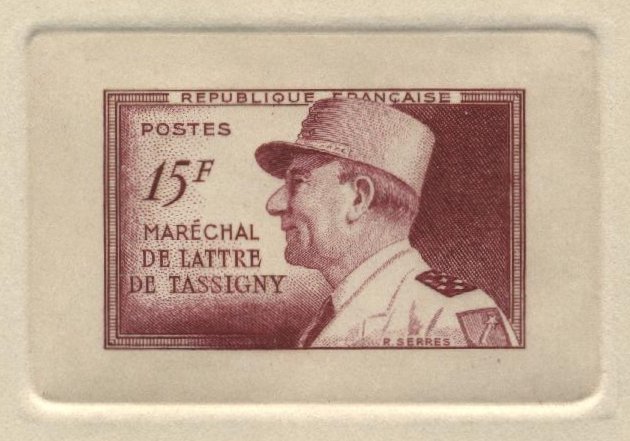 REPUBLIQUE FRANÇAISE
POSTES
15F
MARÉCHAL
DE LATTRE
DE TASSIGNY
R. SERRES